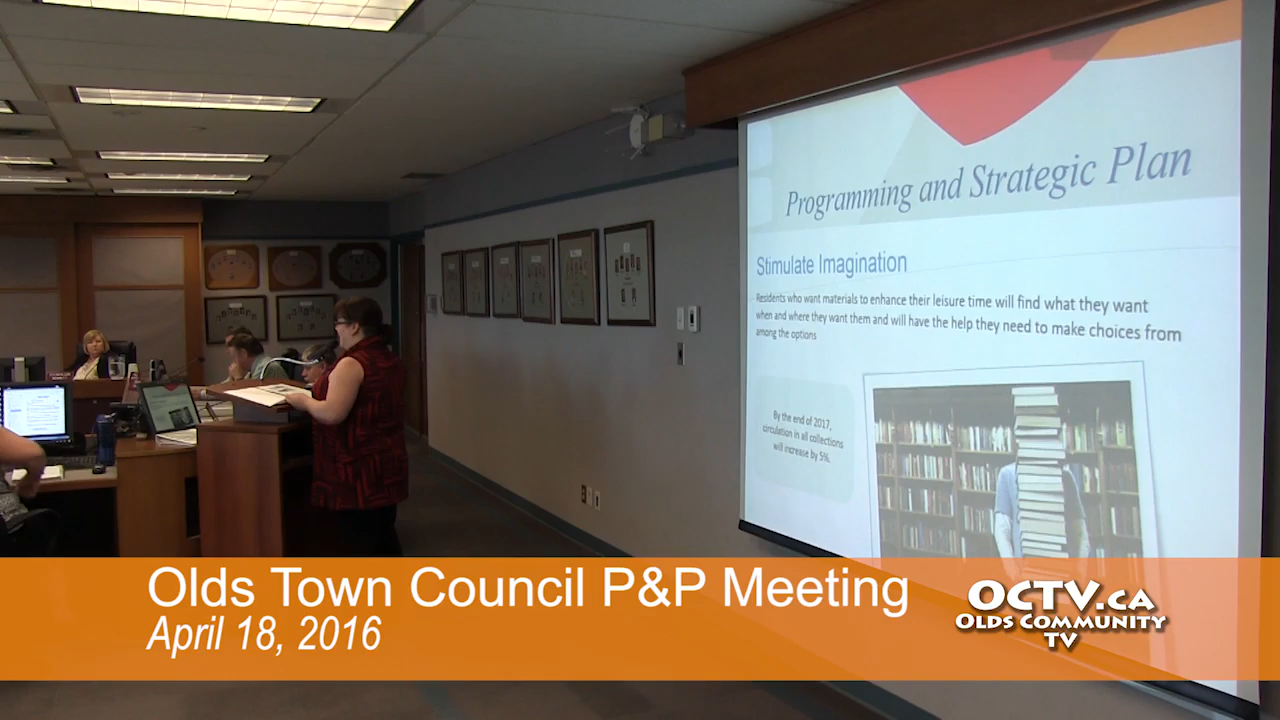 Programming and Strategic Plan
Stimulate Imagination
Residents who want materials to enhance their leisure time will find what they want
when and where they want them and will have the help they need to make choices from
among the options
By the end of 2017,
circulation in all collections
will increase by 5%.
Olds Town Council P&P Meeting
April 18, 2016
OCTV.CA
OLDS COMMUNITY
TV